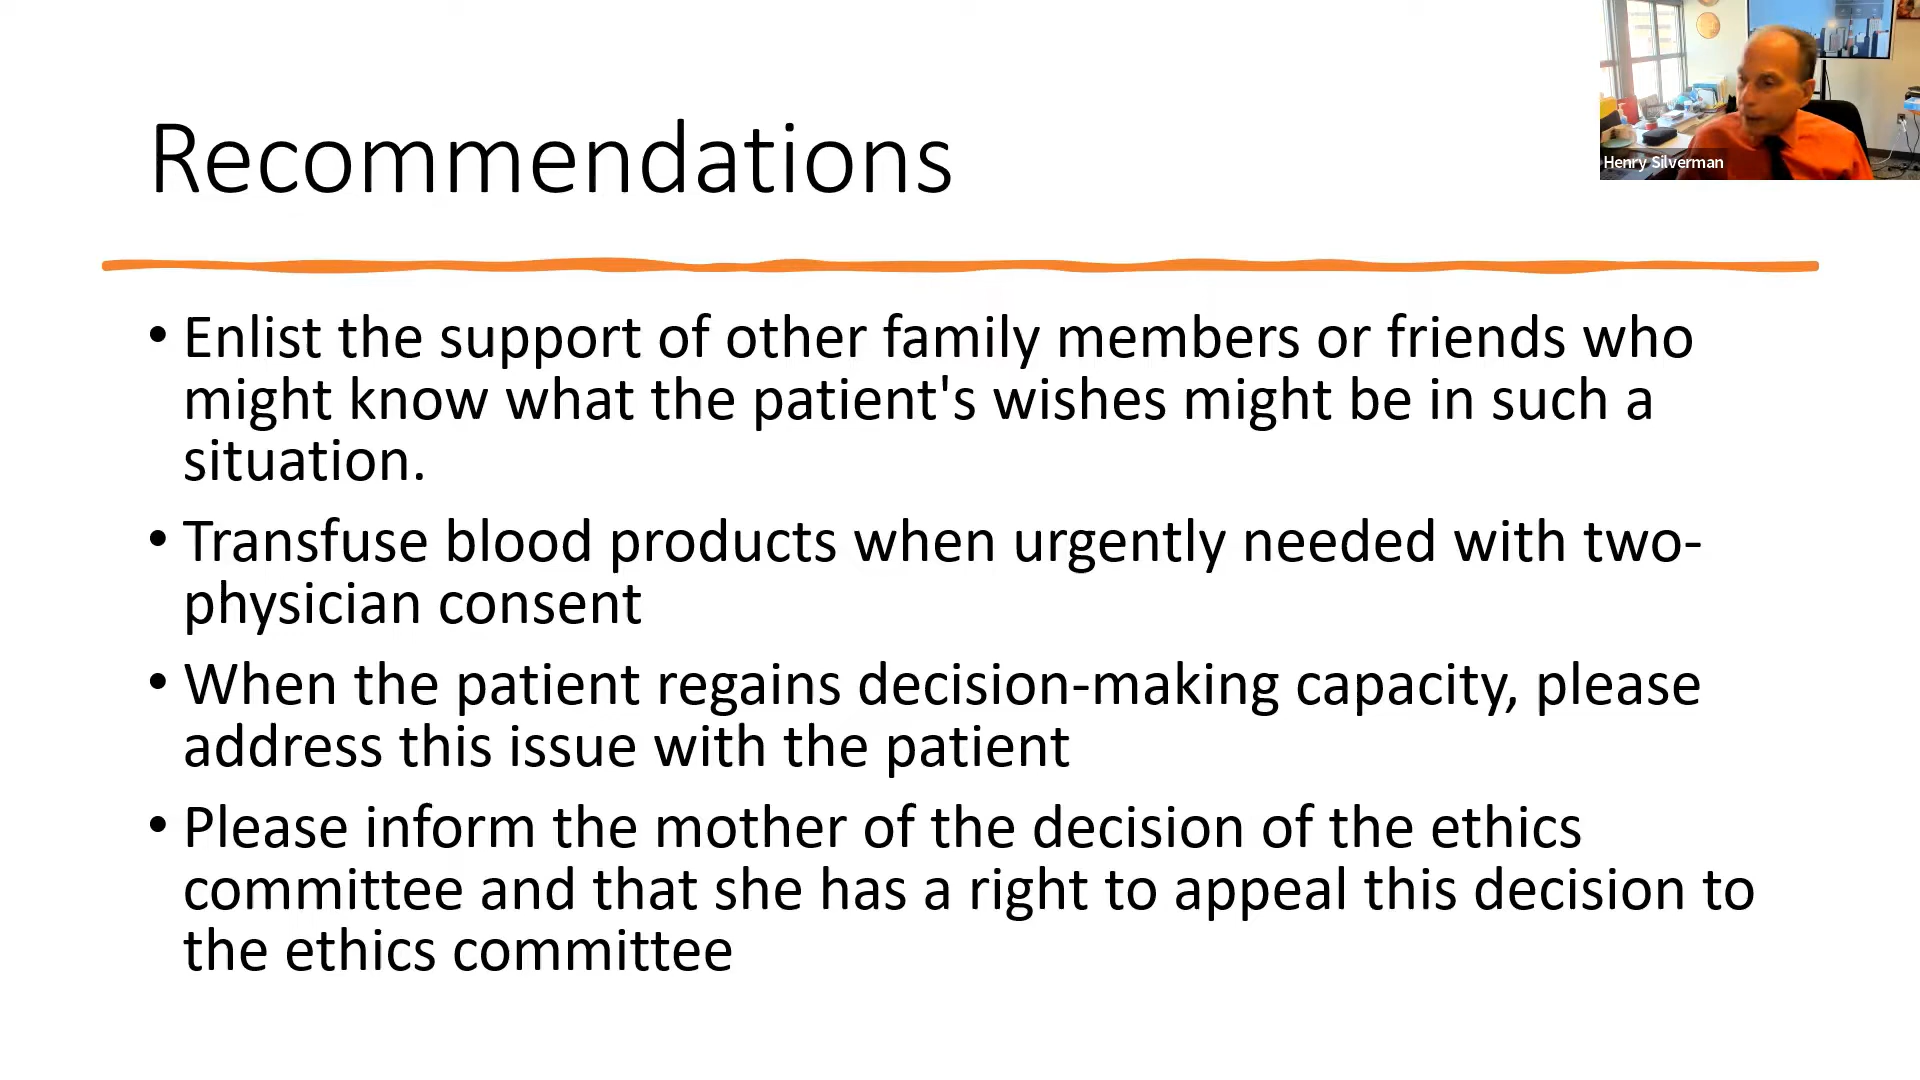 Recommendations
Henry Silverman
• Enlist the support of other family members or friends who
might know what the patient's wishes might be in such a
situation.
• Transfuse blood products when urgently needed with two-
physician consent
• When the patient regains decision-making capacity, please
address this issue with the patient
• Please inform the mother of the decision of the ethics
committee and that she has a right to appeal this decision to
the ethics committee